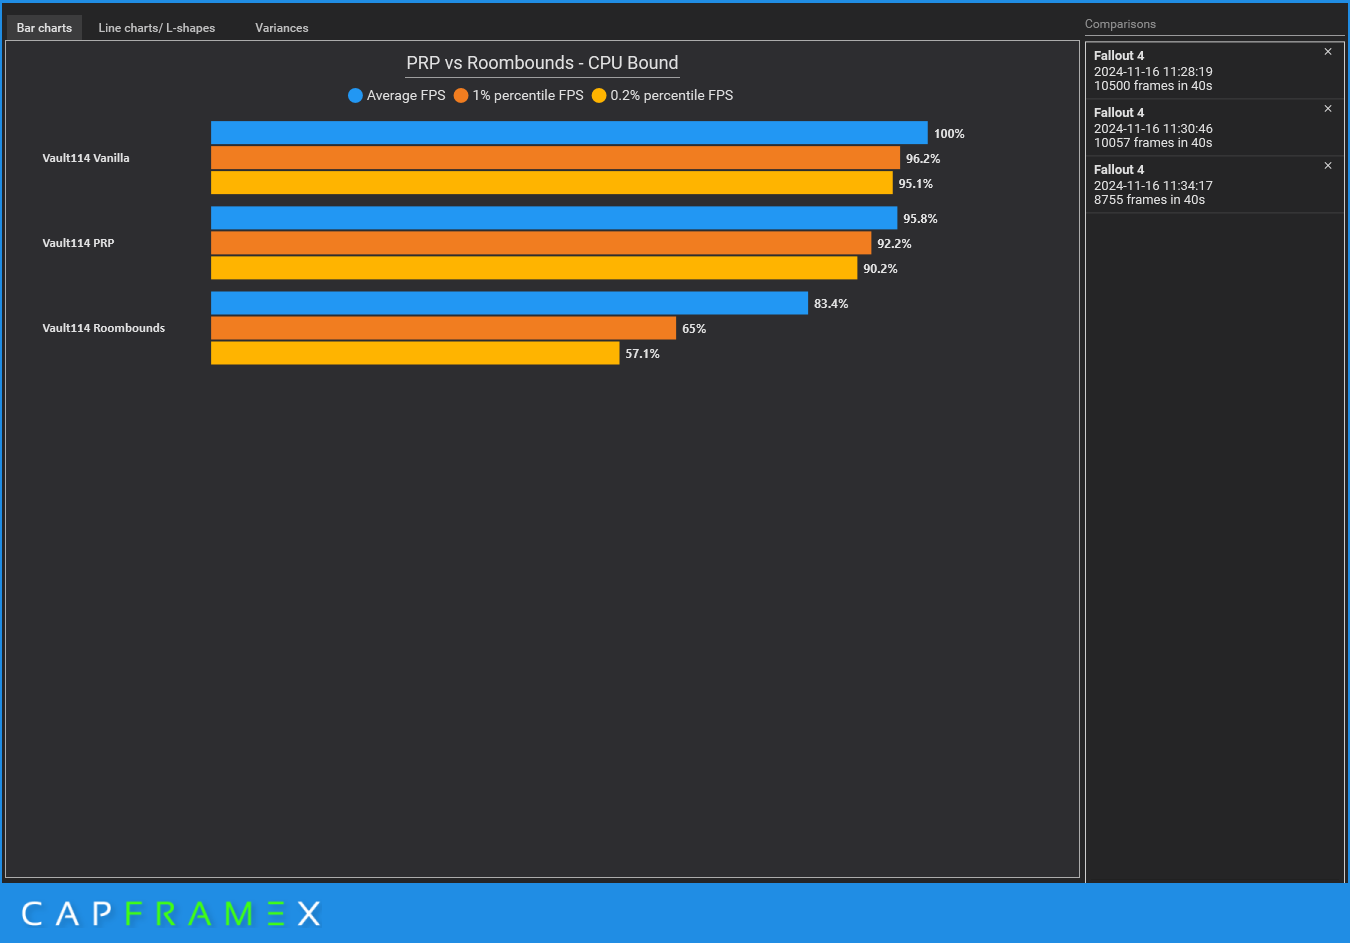 Bar charts Line charts/ L-shapes Variances
Comparisons
PRP vs Roombounds - CPU Bound
Average FPS 1% percentile FPS 0.2% percentile FPS
Vault114 Vanilla
100%
96.2%
95.1%
Vault114 PRP
95.8%
92.2%
90.2%
Vault114 Roombounds
83.4%
65%
57.1%
Fallout 4
2024-11-16 11:28:19
10500 frames in 40s
Fallout 4
2024-11-16 11:30:46
10057 frames in 40s
Fallout 4
2024-11-16 11:34:17
8755 frames in 40s
CAPFRAMEX